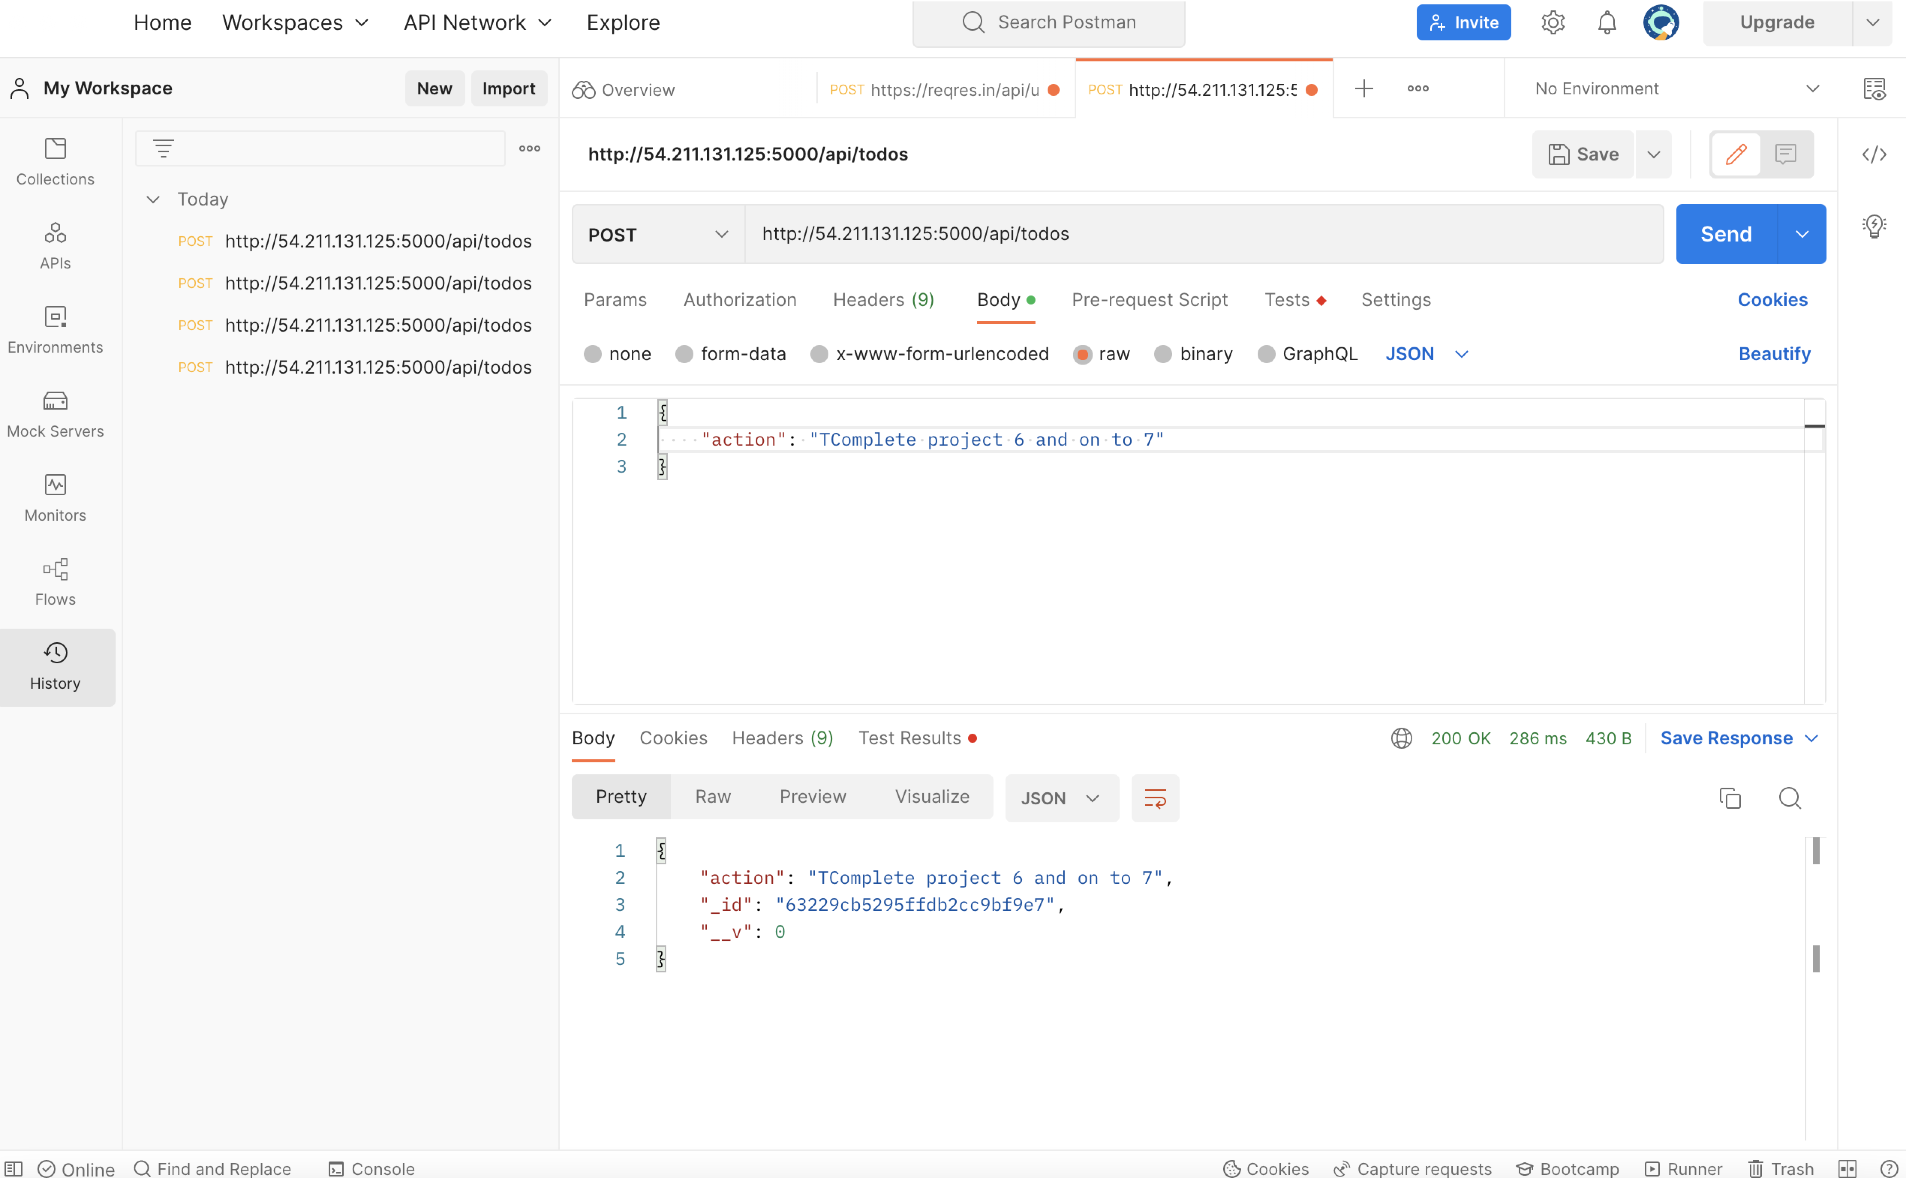 Home Workspaces API Network Explore Search Postman Invite Upgrade
My Workspace New Import Overview POST https://reqres.in/api/u POST http://54.211.131.125:5 No Environment
Collections
APIs
Environments
Mock Servers
Monitors
Flows
History
Today
POST http://54.211.131.125:5000/api/todos
POST http://54.211.131.125:5000/api/todos
POST http://54.211.131.125:5000/api/todos
POST http://54.211.131.125:5000/api/todos
http://54.211.131.125:5000/api/todos Save
POST http://54.211.131.125:5000/api/todos Send
Params Authorization Headers (9) Body Pre-request Script Tests Settings Cookies
none form-data x-www-form-urlencoded raw binary GraphQL JSON Beautify
1 {
2 "action": "TComplete project 6 and on to 7"
3 }
Body Cookies Headers (9) Test Results 200 OK 286 ms 430 B Save Response
Pretty Raw Preview Visualize JSON
1 {
2 "action": "TComplete project 6 and on to 7",
3 "_id": "63229cb5295ffdb2cc9bf9e7",
4 "__v": 0
5 }
Online Find and Replace Console Cookies Capture requests Bootcamp Runner Trash